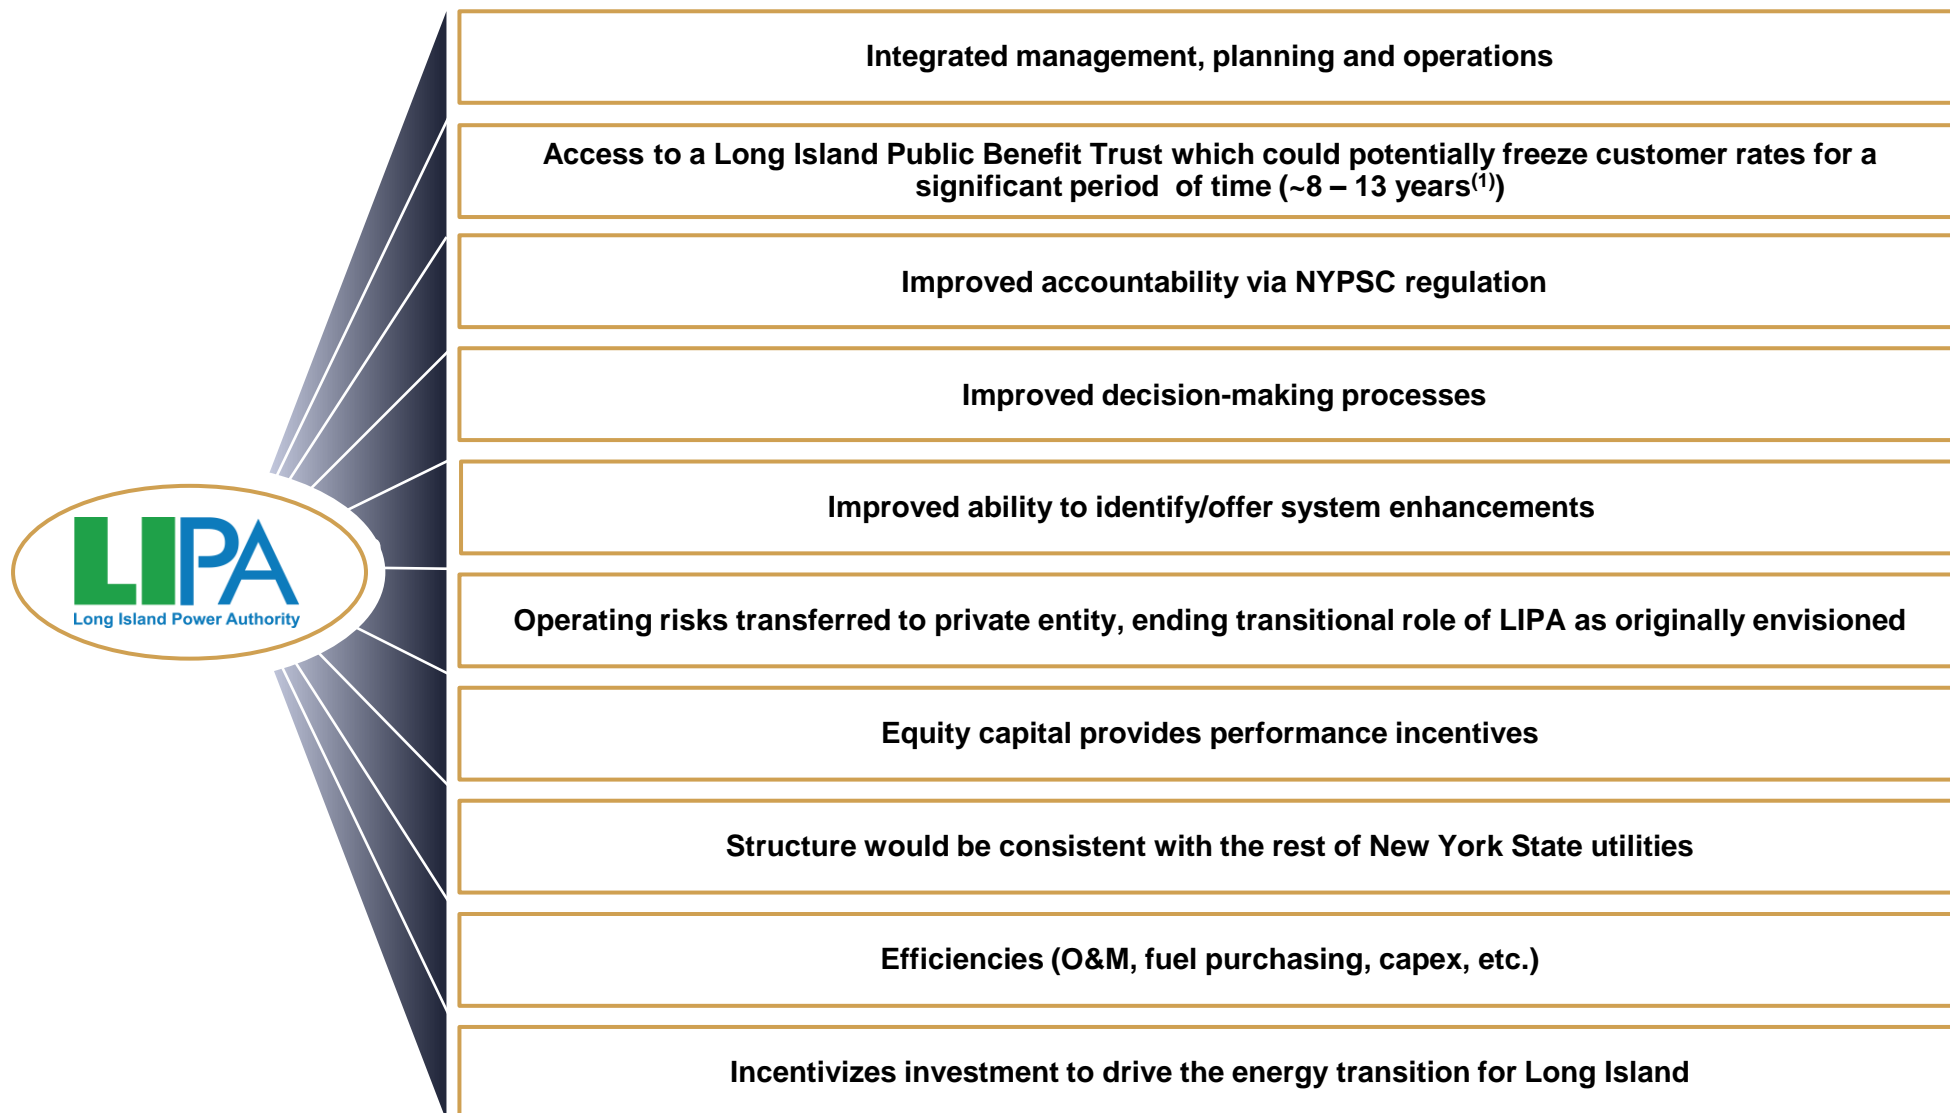 Integrated management, planning and operations
Access to a Long Island Public Benefit Trust which could potentially freeze customer rates for a
significant period of time (~8 – 13 years(1))
Improved accountability via NYPSC regulation
Improved decision-making processes
Improved ability to identify/offer system enhancements
LIPA
Long Island Power Authority
Operating risks transferred to private entity, ending transitional role of LIPA as originally envisioned
Equity capital provides performance incentives
Structure would be consistent with the rest of New York State utilities
Efficiencies (O&M, fuel purchasing, capex, etc.)
Incentivizes investment to drive the energy transition for Long Island